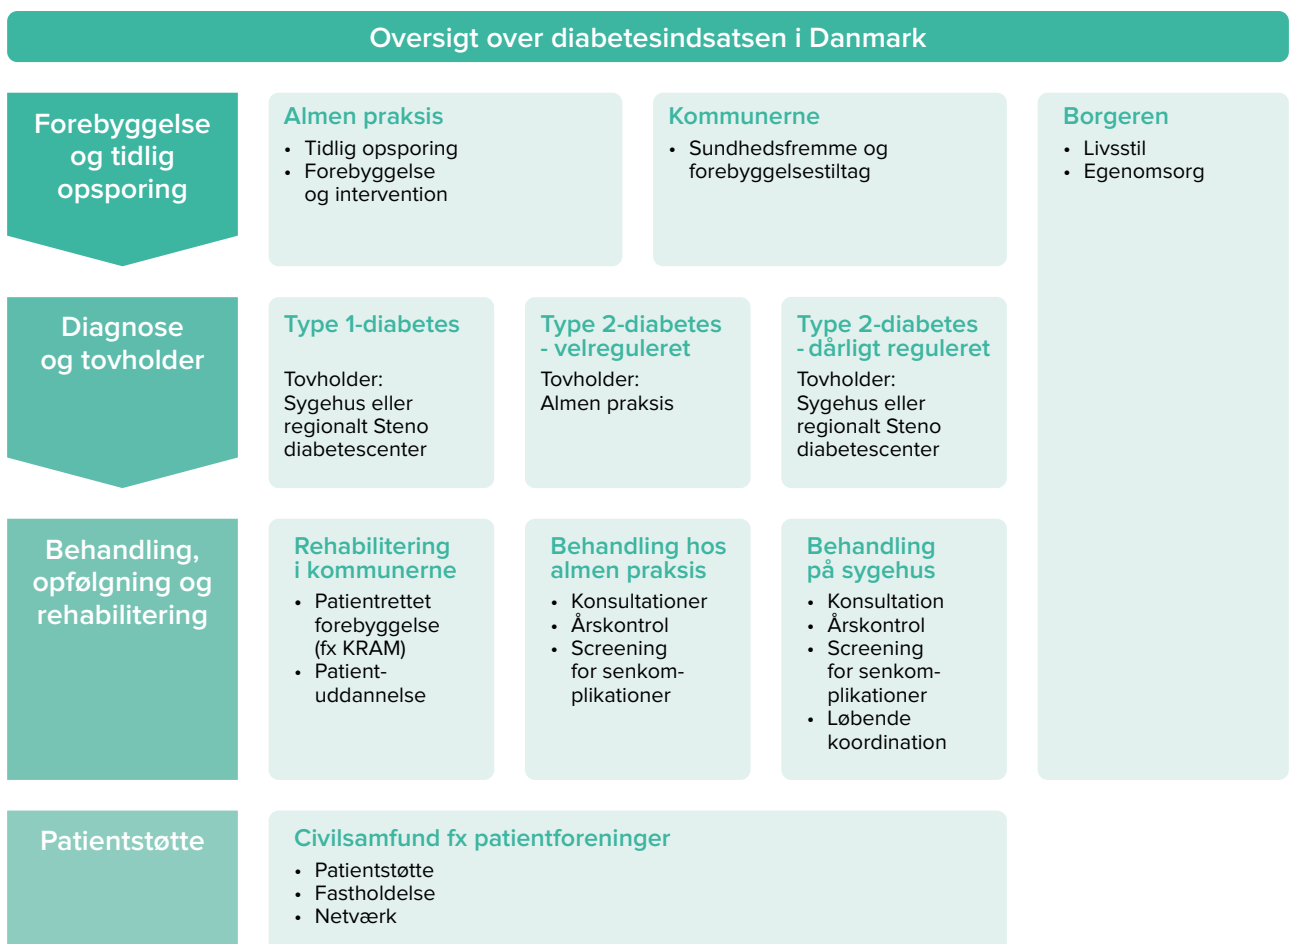 Oversigt over diabetesindsatsen i Danmark
Forebyggelse
og tidlig
opsporing
Almen praksis
• Tidlig opsporing
• Forebyggelse
og intervention
Kommunerne
• Sundhedsfremme og
forebyggelsestiltag
Borgeren
• Livsstil
• Egenomsorg
Diagnose
og tovholder
Type 1-diabetes
Tovholder:
Sygehus eller
regionalt Steno
diabetescenter
Type 2-diabetes
- velreguleret
Tovholder:
Almen praksis
Type 2-diabetes
- dårligt reguleret
Tovholder:
Sygehus eller
regionalt Steno
diabetescenter
Behandling,
opfølgning og
rehabilitering
Rehabilitering
i kommunerne
• Patientrettet
forebyggelse
(fx KRAM)
• Patient-
uddannelse
Behandling hos
almen praksis
• Konsultationer
• Årskontrol
• Screening
for senkom-
plikationer
Behandling
på sygehus
• Konsultation
• Årskontrol
• Screening
for senkom-
plikationer
• Løbende
koordination
Patientstøtte
Civilsamfund fx patientforeninger
• Patientstøtte
• Fastholdelse
• Netværk